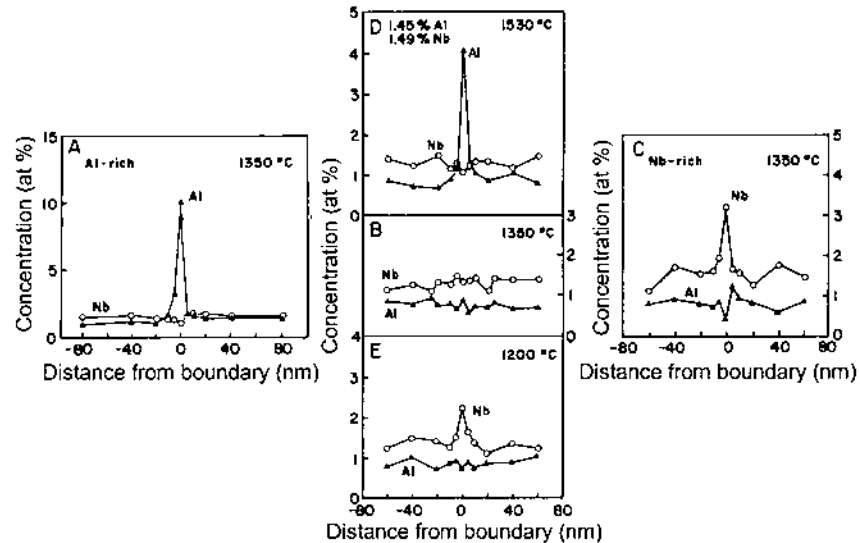 A
Al-rich
1350 °C
Al
Nb
15
10
5
0
-80
-40
0
40
80
Concentration (at %)
Distance from boundary (nm)
D
1.45% Al
1.49% Nb
1530 °C
Al
Nb
5
4
3
2
1
0
B
1350 °C
Nb
Al
3
2
1
0
E
1200 °C
Nb
Al
4
3
2
1
0
-80
-40
0
40
80
Concentration (at %)
Distance from boundary (nm)
C
Nb-rich
1350 °C
Nb
Al
5
4
3
2
1
0
-80
-40
0
40
80
Concentration (at %)
Distance from boundary (nm)